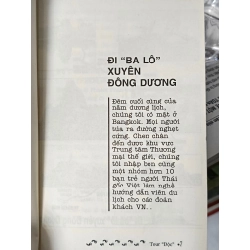 ĐI "BA LÔ"
XUYÊN
ĐÔNG DƯƠNG
Đêm cuối cùng của
năm dương lịch,
chúng tôi có mặt ở
Bangkok. Mọi người
túa ra đường nghẹt
cứng. Chen chân
đến được khu vực
Trung tâm Thương
mại thế giới, chúng
tôi nhập bọn cùng
một nhóm hơn 10
bạn trẻ người Thái
gốc Việt làm nghề
hướng dẫn viên du
lịch cho các đoàn
khách VN..
Tour "Độc"